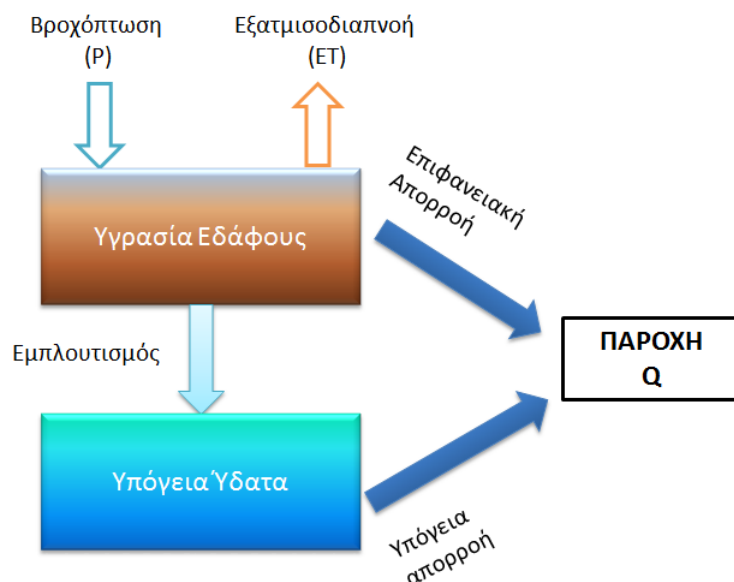 Βροχόπτωση
(P)
Εξατμισοδιαπνοή
(ET)
Υγρασία Εδάφους
Επιφανειακή
Απορροή
Εμπλουτισμός
ΠΑΡΟΧΗ
Q
Υπόγεια Ύδατα
Υπόγεια
απορροή